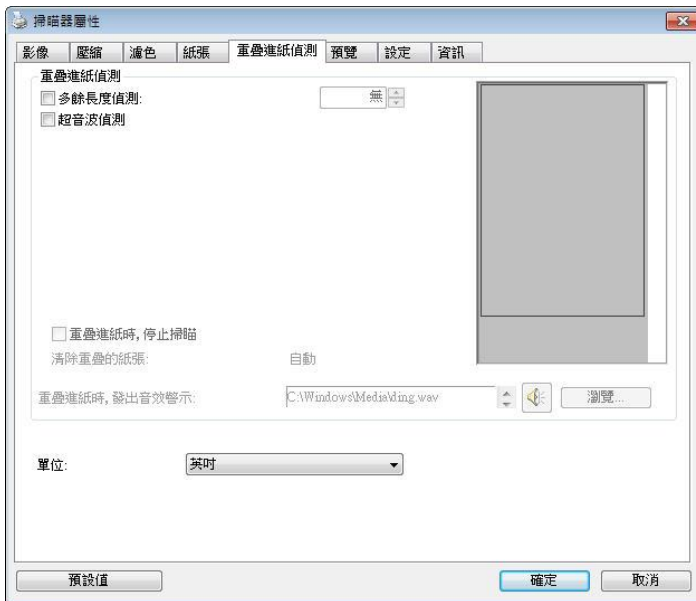 掃瞄器屬性
影像 壓縮 濾色 紙張 重疊進紙偵測 預覽 設定 資訊
重疊進紙偵測
多餘長度偵測: 無
超音波偵測
重疊進紙時, 停止掃瞄
清除重疊的紙張: 自動
重疊進紙時, 發出音效警示: C:\Windows\Media\ding.wav 瀏覽...
單位: 英吋
預設值 確定 取消